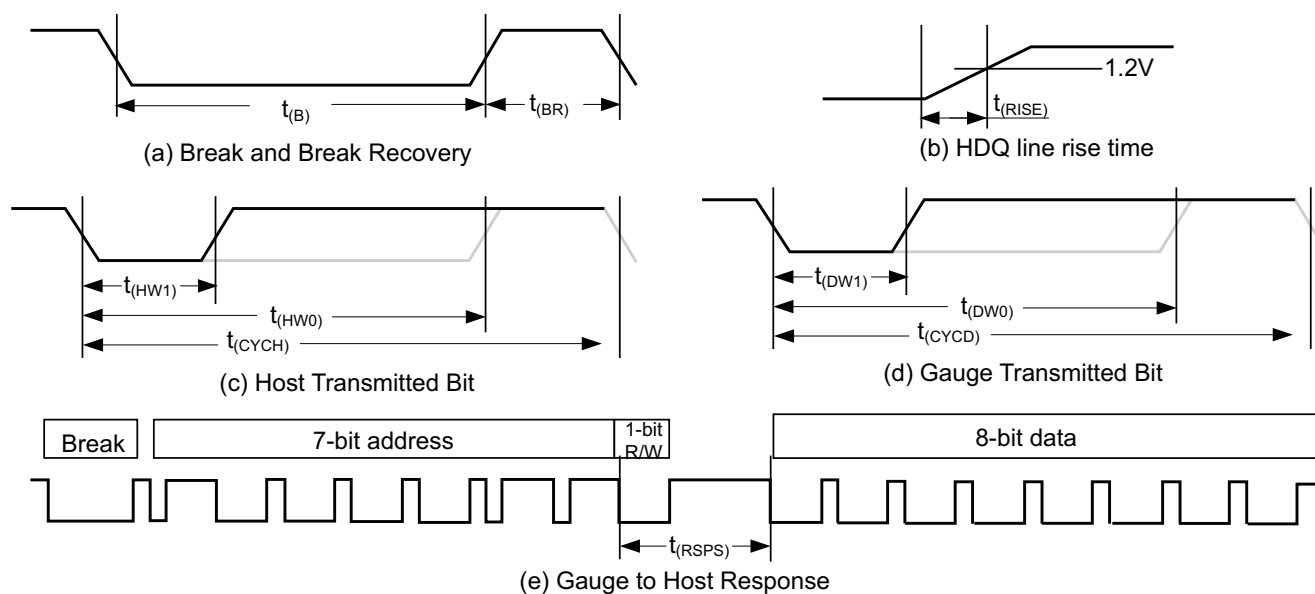 1.2V
t(B)
t(BR)
t(RISE)
(a) Break and Break Recovery
(b) HDQ line rise time
t(HW1)
t(HW0)
t(CYCH)
(c) Host Transmitted Bit
t(DW1)
t(DW0)
t(CYCD)
(d) Gauge Transmitted Bit
Break
7-bit address
1-bit
R/W
8-bit data
t(RSPS)
(e) Gauge to Host Response